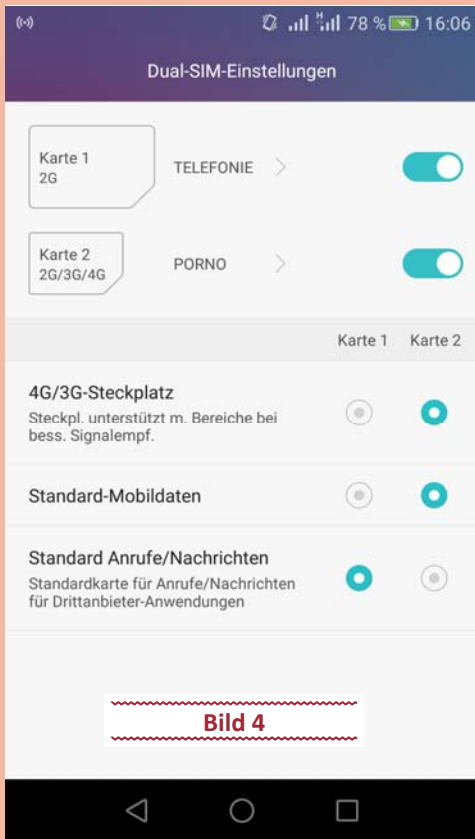 H 78 % 16:06
Dual-SIM-Einstellungen
Karte 1
2G
TELEFONIE
Karte 2
2G/3G/4G
PORNO
Karte 1 Karte 2
4G/3G-Steckplatz
Steckpl. unterstützt m. Bereiche bei
bess. Signalempf.
Standard-Mobildaten
Standard Anrufe/Nachrichten
Standardkarte für Anrufe/Nachrichten
für Drittanbieter-Anwendungen
Bild 4